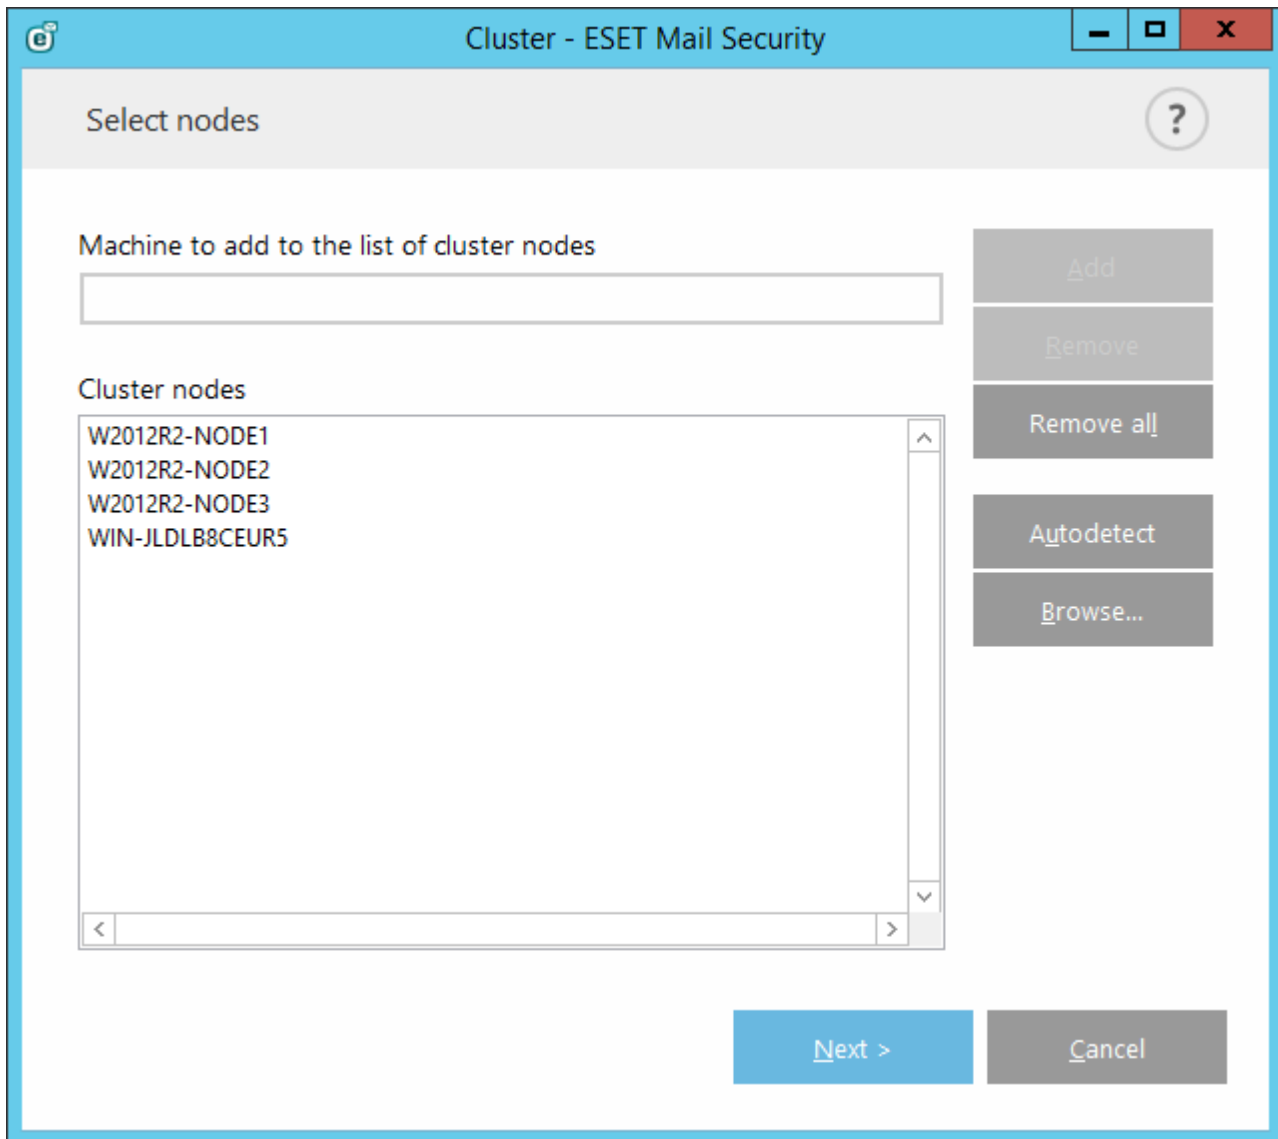 Cluster - ESET Mail Security
Select nodes
?
Machine to add to the list of cluster nodes
Add
Remove
Cluster nodes
Remove all
W2012R2-NODE1
W2012R2-NODE2
W2012R2-NODE3
WIN-JLDLB8CEUR5
Autodetect
Browse...
Next >
Cancel